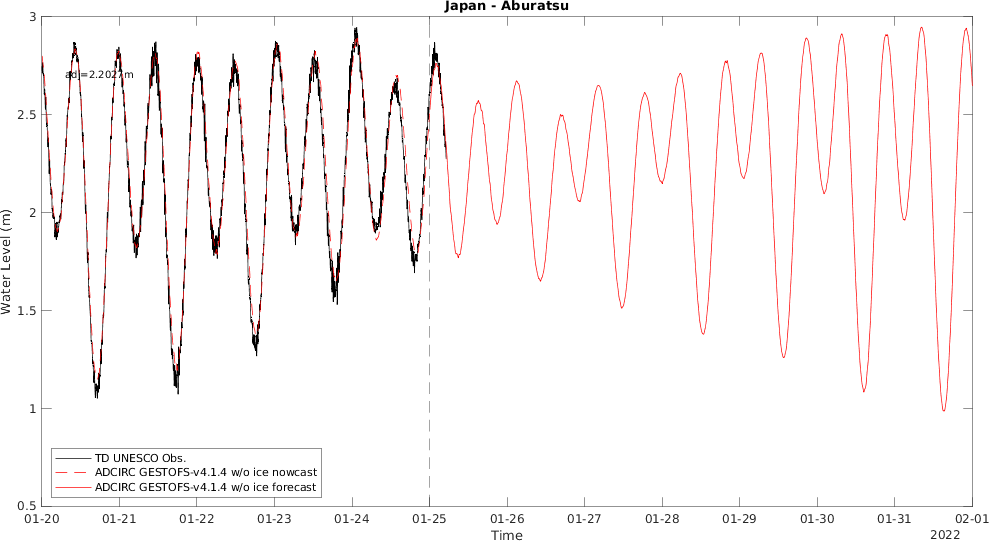 Japan - Aburatsu
3
2.5
2
1.5
1
0.5
Water Level (m)
adj=2.2027m
TD UNESCO Obs.
ADCIRC GESTOFS-v4.1.4 w/o ice nowcast
ADCIRC GESTOFS-v4.1.4 w/o ice forecast
01-20 01-21 01-22 01-23 01-24 01-25 01-26 01-27 01-28 01-29 01-30 01-31 02-01
Time
2022